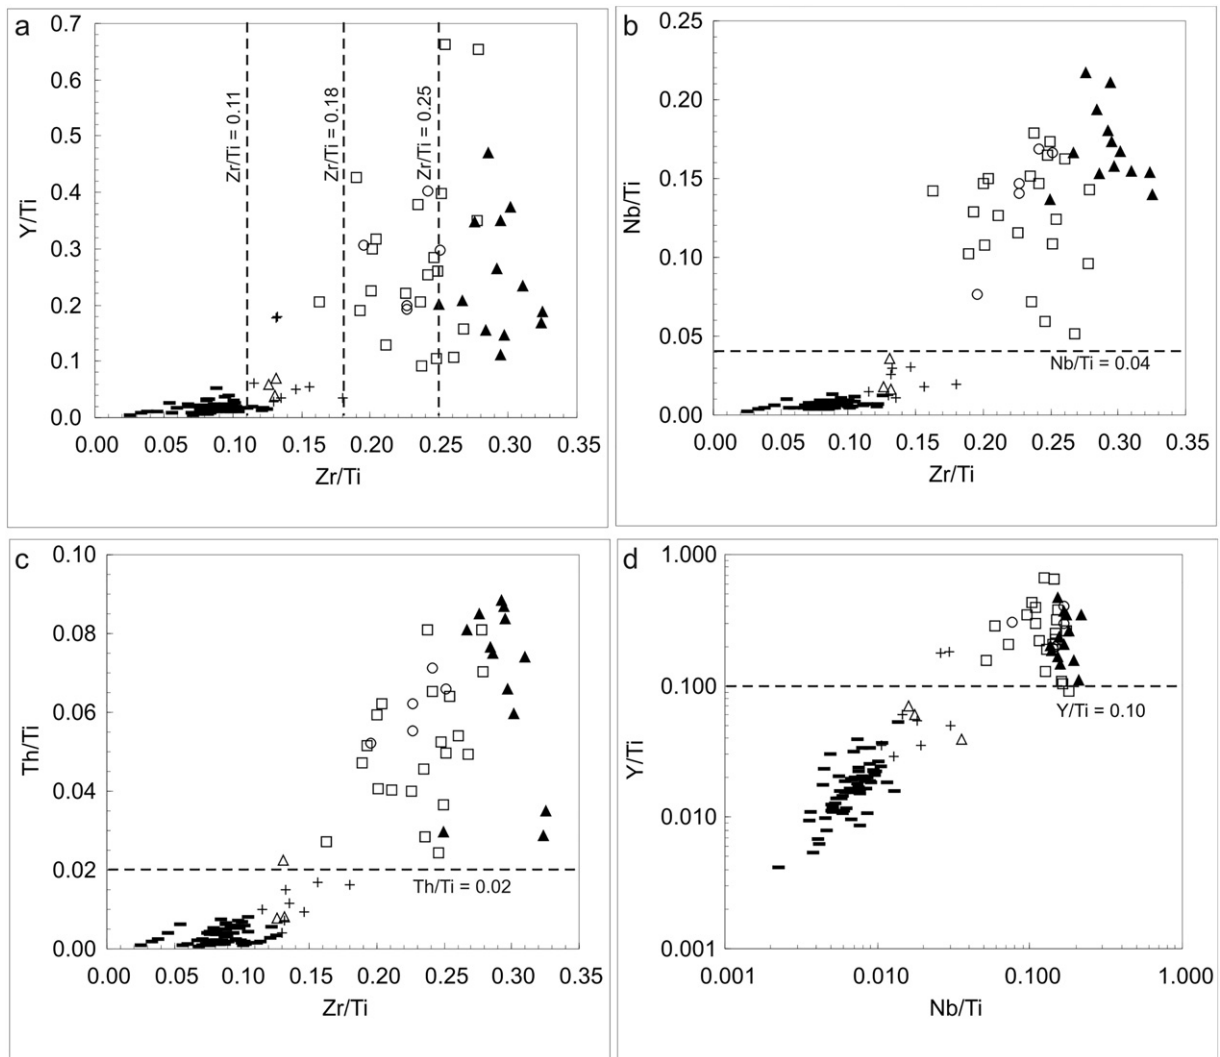 a
0.7
0.6
0.5
0.4
0.3
0.2
0.1
0.0
Y/Ti
Zr/Ti = 0.11
Zr/Ti = 0.18
Zr/Ti = 0.25
0.00 0.05 0.10 0.15 0.20 0.25 0.30 0.35
Zr/Ti
b
0.25
0.20
0.15
0.10
0.05
0.00
Nb/Ti
Nb/Ti = 0.04
0.00 0.05 0.10 0.15 0.20 0.25 0.30 0.35
Zr/Ti
c
0.10
0.08
0.06
0.04
0.02
0.00
Th/Ti
Th/Ti = 0.02
0.00 0.05 0.10 0.15 0.20 0.25 0.30 0.35
Zr/Ti
d
1.000
0.100
0.010
0.001
Y/Ti
Y/Ti = 0.10
0.001 0.010 0.100 1.000
Nb/Ti